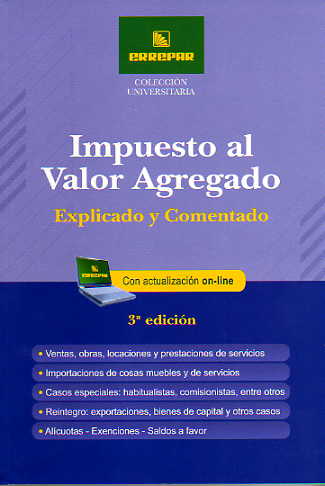 ERREPAR
COLECCIÓN
UNIVERSITARIA
Impuesto al
Valor Agregado
Explicado y Comentado
ERREPAR
Con actualización on-line
3ª edición
• Ventas, obras, locaciones y prestaciones de servicios
• Importaciones de cosas muebles y de servicios
• Casos especiales: habitualistas, comisionistas, entre otros
• Reintegro: exportaciones, bienes de capital y otros casos
• Alícuotas - Exenciones - Saldos a favor